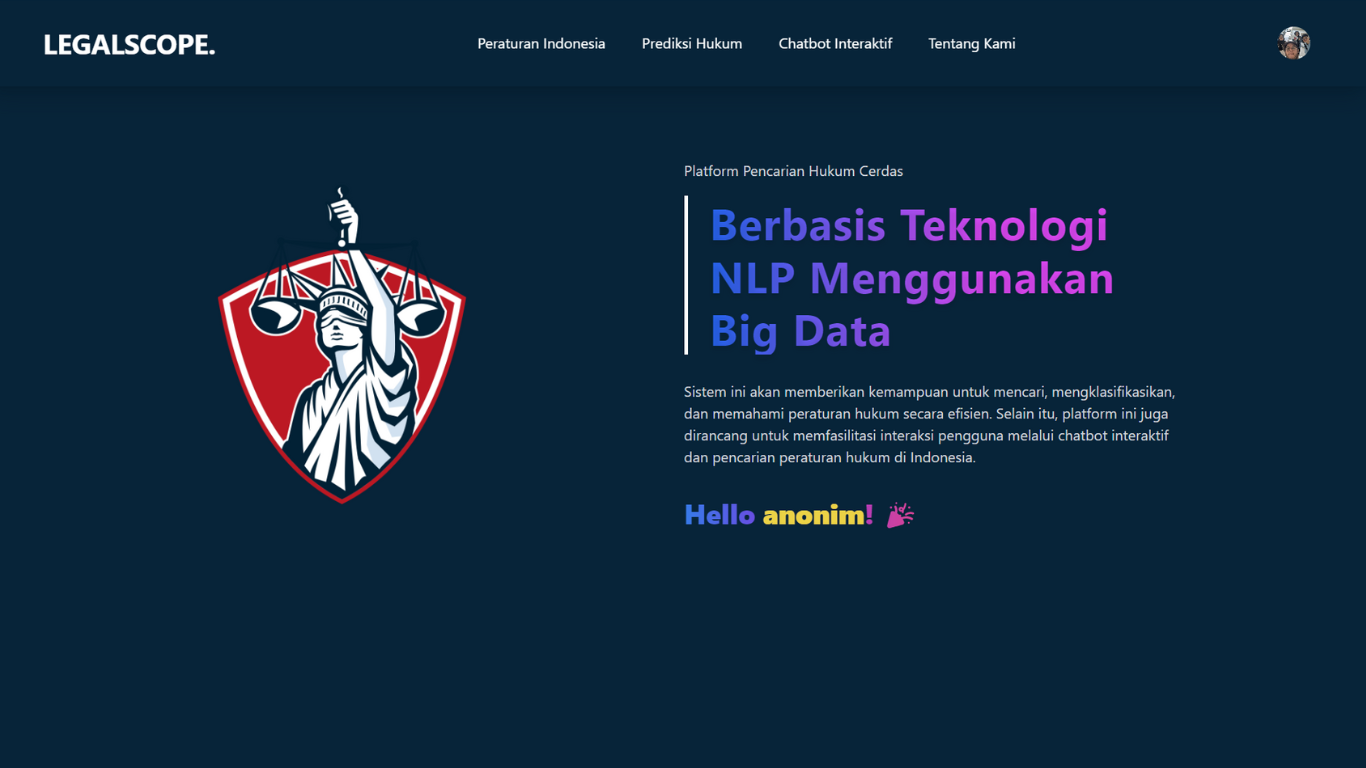 LEGALSCOPE.
Peraturan Indonesia
Prediksi Hukum
Chatbot Interaktif
Tentang Kami
Platform Pencarian Hukum Cerdas
Berbasis Teknologi
NLP Menggunakan
Big Data
Sistem ini akan memberikan kemampuan untuk mencari, mengklasifikasikan,
dan memahami peraturan hukum secara efisien. Selain itu, platform ini juga
dirancang untuk memfasilitasi interaksi pengguna melalui chatbot interaktif
dan pencarian peraturan hukum di Indonesia.
Hello anonim! 🎉